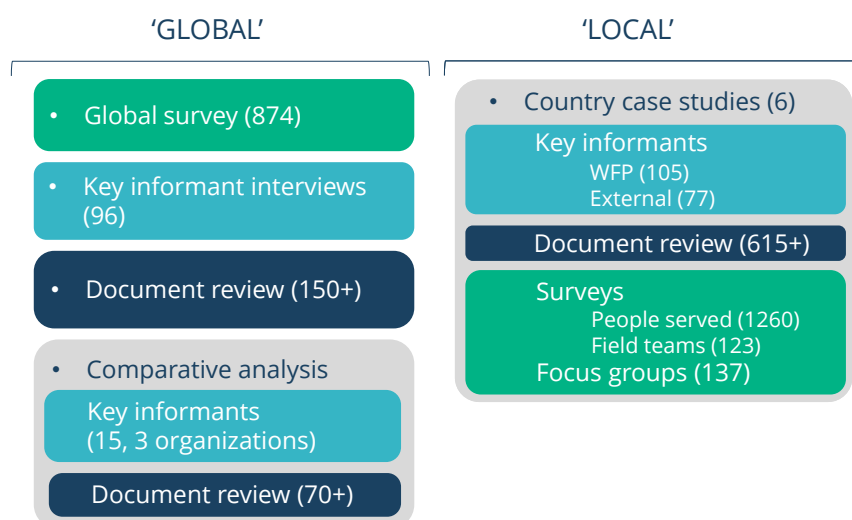 ‘GLOBAL’
• Global survey (874)
• Key informant interviews
(96)
• Document review (150+)
• Comparative analysis
Key informants
(15, 3 organizations)
Document review (70+)
‘LOCAL’
• Country case studies (6)
Key informants
WFP (105)
External (77)
Document review (615+)
Surveys
People served (1260)
Field teams (123)
Focus groups (137)